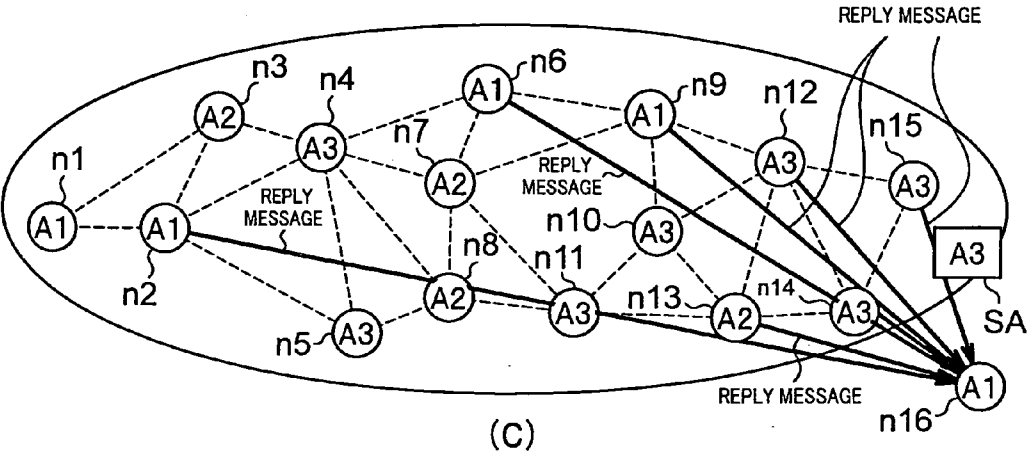 REPLY MESSAGE
n3
A2
n4
A3
n6
A1
n9
A1
n12
A3
n15
A3
n7
A2
REPLY
MESSAGE
n1
A1
REPLY
MESSAGE
A1
n2
n10
A3
A3
SA
n8
A2
n11
A3
n13
A2
n14
A3
n5
A3
REPLY MESSAGE
A1
n16
(C)